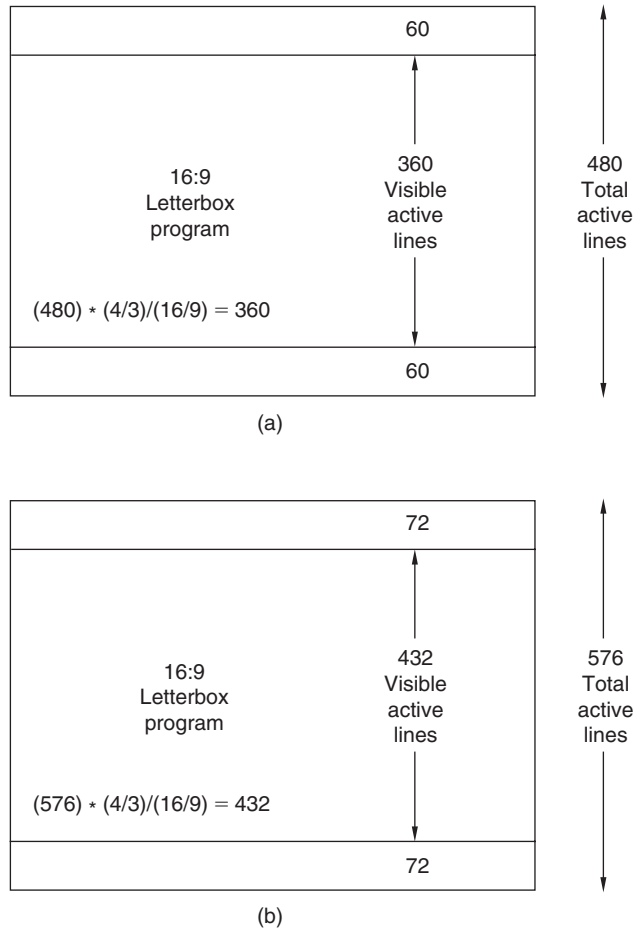 60
16:9
Letterbox
program
360
Visible
active
lines
480
Total
active
lines
(480) * (4/3)/(16/9) = 360
60
(a)
72
16:9
Letterbox
program
432
Visible
active
lines
576
Total
active
lines
(576) * (4/3)/(16/9) = 432
72
(b)